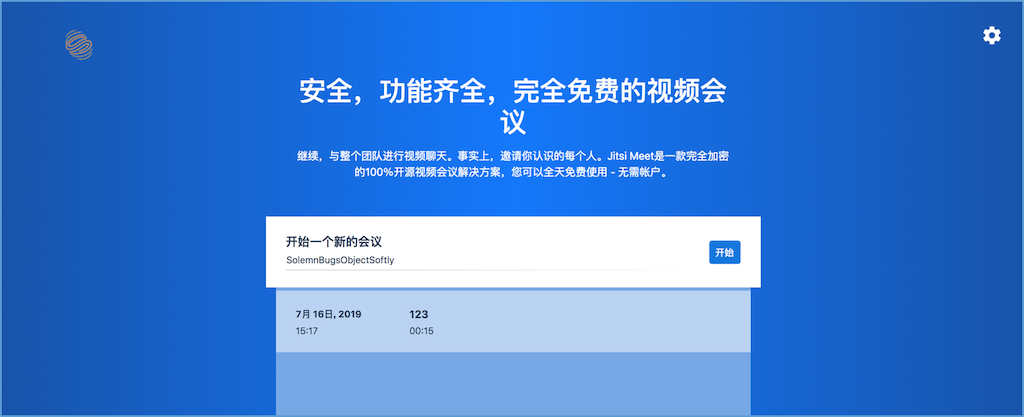 安全，功能齐全，完全免费的视频会
议
继续，与整个团队进行视频聊天。事实上，邀请你认识的每个人。Jitsi Meet是一款完全加密
的100%开源视频会议解决方案，您可以全天免费使用 - 无需帐户。
开始一个新的会议
SolemnBugsObjectSoftly
开始
7月 16日, 2019
123
15:17
00:15